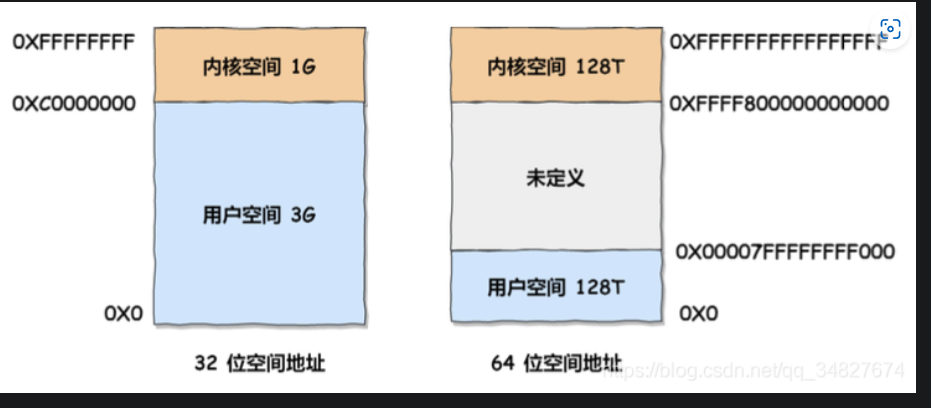 0XFFFFFFFF
内核空间 1G
0XC0000000
用户空间 3G
0X0
32 位空间地址
内核空间 128T
0XFFFFFFFFFFFFFFFF
0XFFFF800000000000
未定义
0X00007FFFFFFFF000
用户空间 128T
0X0
64 位空间地址
https://blog.csdn.net/qq_34827674